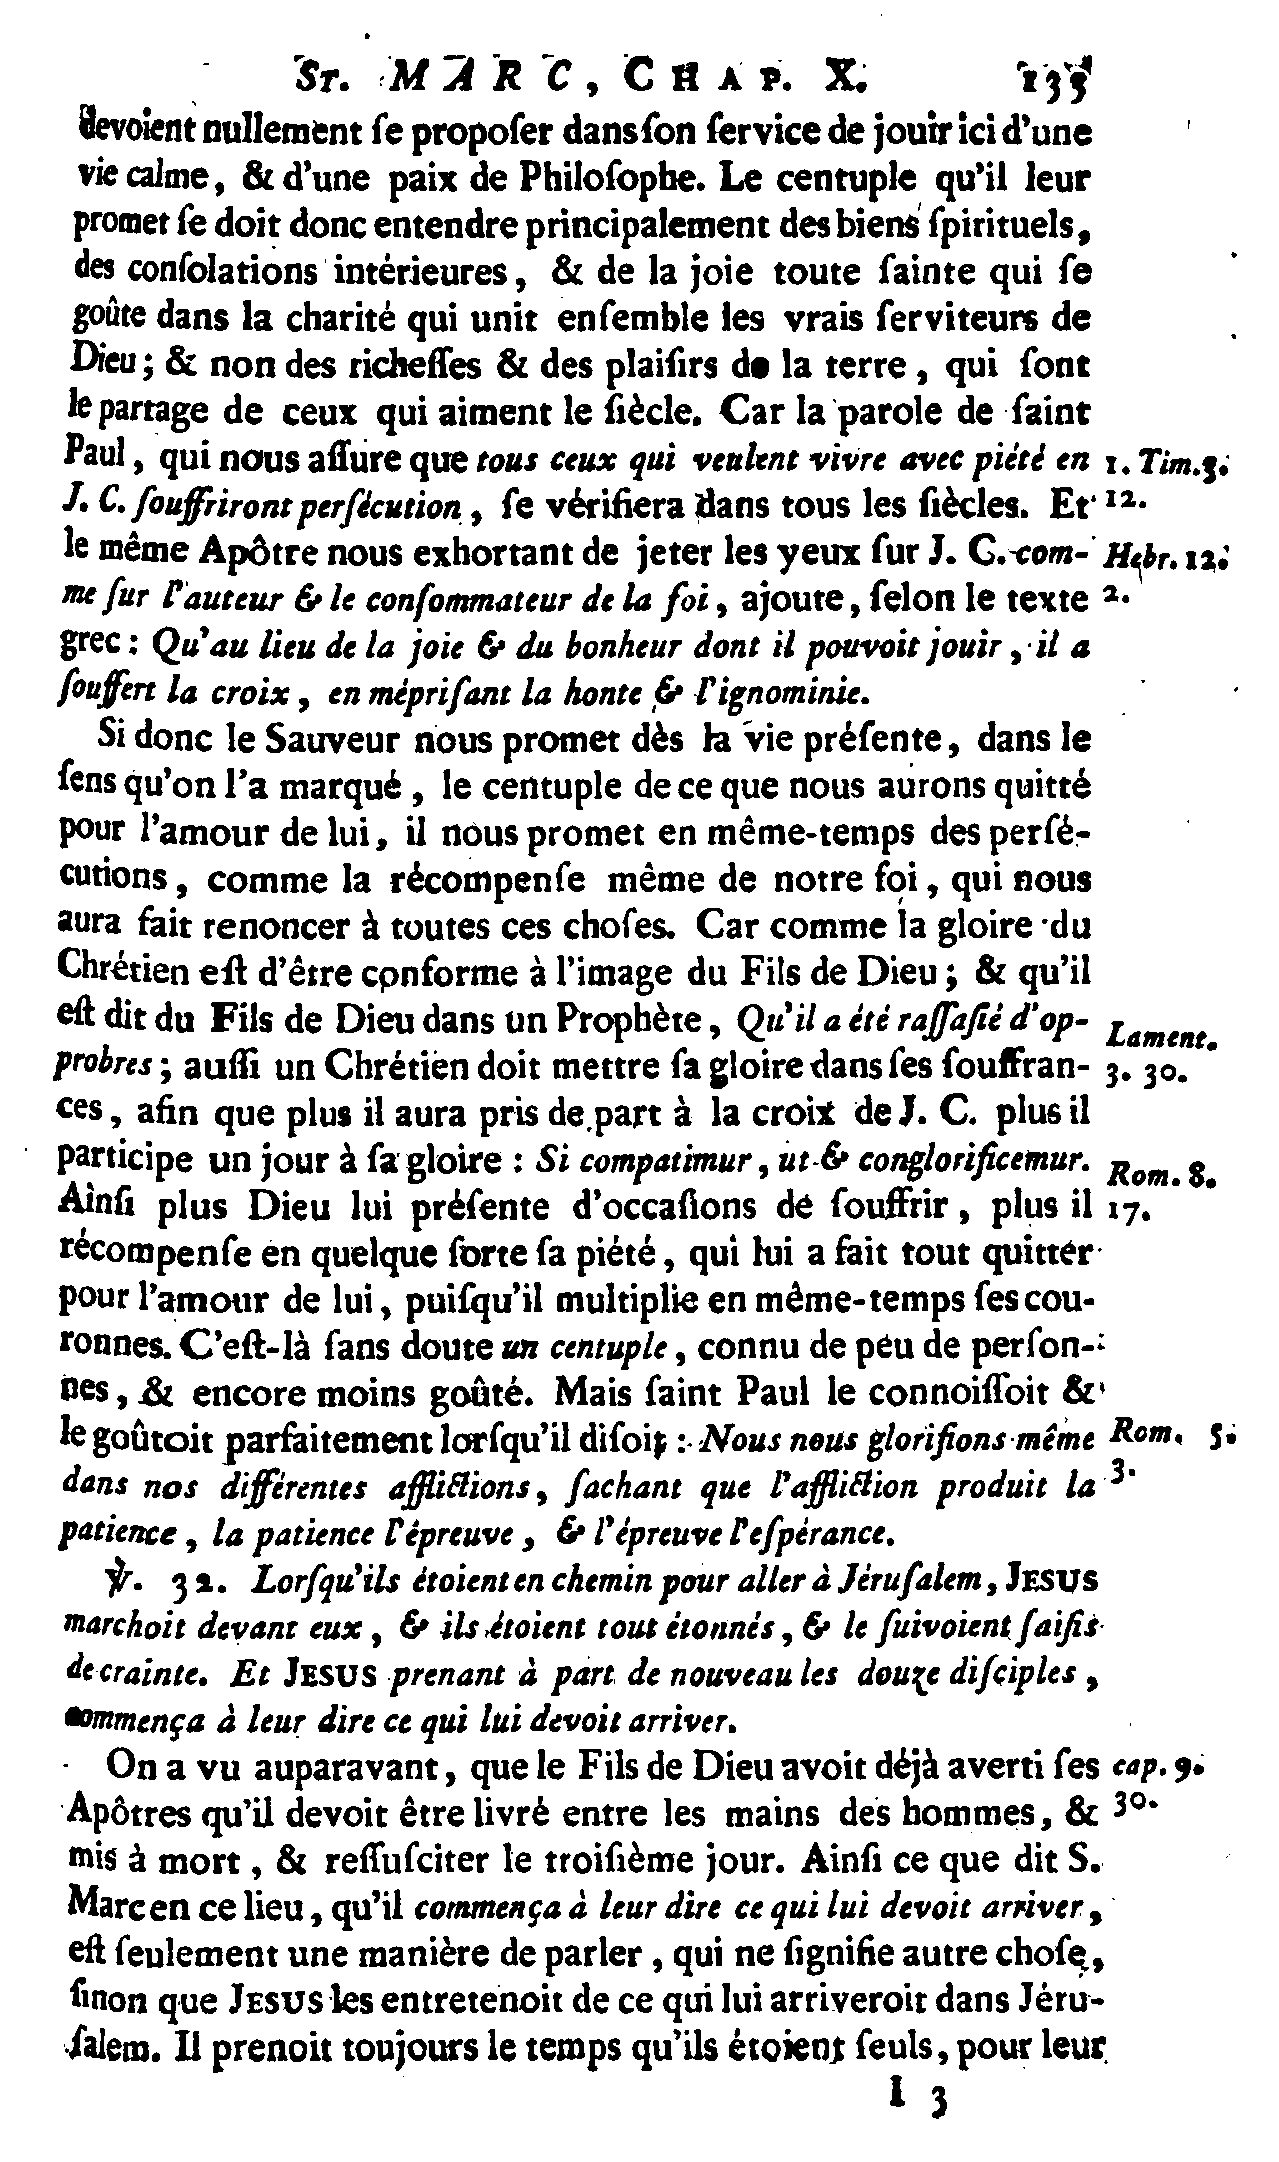 ST. MARC, CHAP. X. 135
devoient nullement ſe propoſer dans ſon ſervice de jouir ici d'une
vie calme, & d'une paix de Philoſophe. Le centuple qu'il leur
promet ſe doit donc entendre principalement des biens ſpirituels,
des conſolations intérieures, & de la joie toute ſainte qui ſe
goûte dans la charité qui unit enſemble les vrais ſerviteurs de
Dieu; & non des richeſſes & des plaiſirs de la terre, qui ſont
le partage de ceux qui aiment le ſiècle. Car la parole de ſaint
Paul, qui nous aſſure que tous ceux qui veulent vivre avec piété en 1. Tim. 3.
J. C. ſouffriront perſécution, ſe vérifiera dans tous les ſiècles. Et 12.
le même Apôtre nous exhortant de jeter les yeux ſur J. C. com- Hebr. 12.
me ſur l'auteur & le conſommateur de la foi, ajoute, ſelon le texte 2.
grec: Qu'au lieu de la joie & du bonheur dont il pouvoit jouir, il a
ſouffert la croix, en mépriſant la honte & l'ignominie.
Si donc le Sauveur nous promet dès la vie préſente, dans le
ſens qu'on l'a marqué, le centuple de ce que nous aurons quitté
pour l'amour de lui, il nous promet en même-temps des perſé-
cutions, comme la récompenſe même de notre foi, qui nous
aura fait renoncer à toutes ces choſes. Car comme la gloire du
Chrétien eſt d'être conforme à l'image du Fils de Dieu; & qu'il
eſt dit du Fils de Dieu dans un Prophète, Qu'il a été raſſaſié d'op- Lament.
probres; auſſi un Chrétien doit mettre ſa gloire dans ſes ſouffran- 3. 30.
ces, afin que plus il aura pris de part à la croix de J. C. plus il
participe un jour à ſa gloire: Si compatimur, ut & conglorificemur. Rom. 8.
Ainſi plus Dieu lui préſente d'occaſions de ſouffrir, plus il 17.
récompenſe en quelque ſorte ſa piété, qui lui a fait tout quitter
pour l'amour de lui, puiſqu'il multiplie en même-temps ſes cou-
ronnes. C'eſt-là ſans doute un centuple, connu de peu de perſon-
nes, & encore moins goûté. Mais ſaint Paul le connoiſſoit &
le goûtoit parfaitement lorſqu'il diſoit: Nous nous glorifions même Rom. 5.
dans nos différentes afflictions, ſachant que l'affliction produit la 3.
patience, la patience l'épreuve, & l'épreuve l'eſpérance.
℣. 32. Lorſqu'ils étoient en chemin pour aller à Jéruſalem, JESUS
marchoit devant eux, & ils étoient tout étonnés, & le ſuivoient ſaiſis
de crainte. Et JESUS prenant à part de nouveau les douze diſciples,
commença à leur dire ce qui lui devoit arriver.
On a vu auparavant, que le Fils de Dieu avoit déjà averti ſes cap. 9.
Apôtres qu'il devoit être livré entre les mains des hommes, & 30.
mis à mort, & reſſuſciter le troiſième jour. Ainſi ce que dit S.
Marc en ce lieu, qu'il commença à leur dire ce qui lui devoit arriver,
eſt ſeulement une manière de parler, qui ne ſignifie autre choſe,
ſinon que JESUS les entretenoit de ce qui lui arriveroit dans Jéru-
ſalem. Il prenoit toujours le temps qu'ils étoient ſeuls, pour leur
I 3